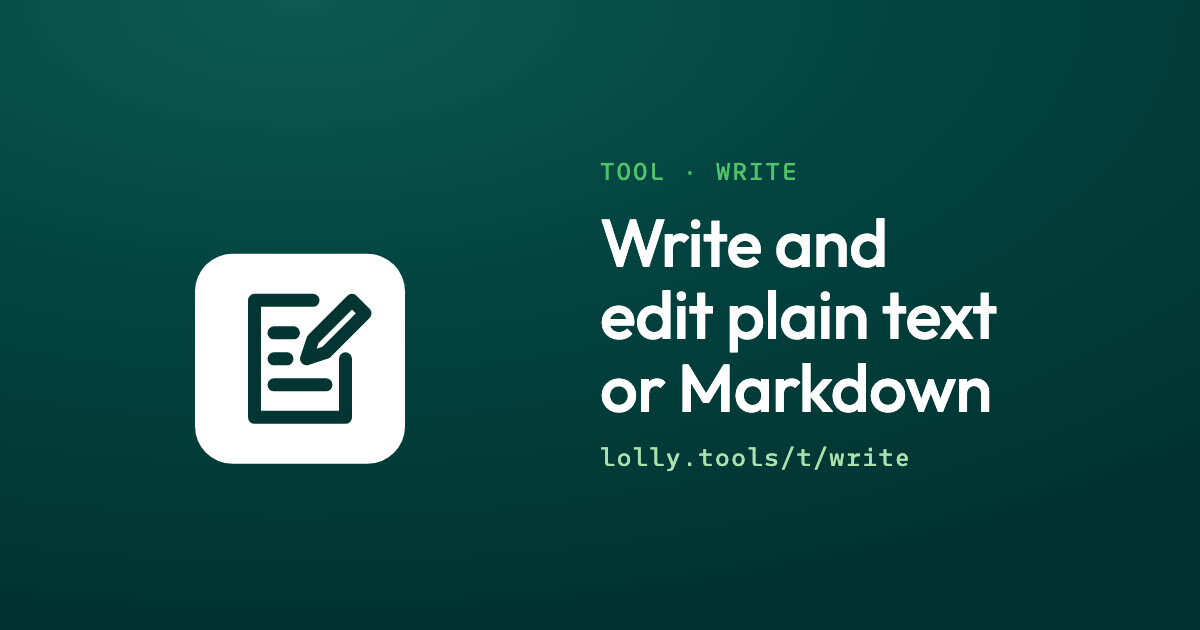 TOOL · WRITE
Write and
edit plain text
or Markdown
lolly.tools/t/write